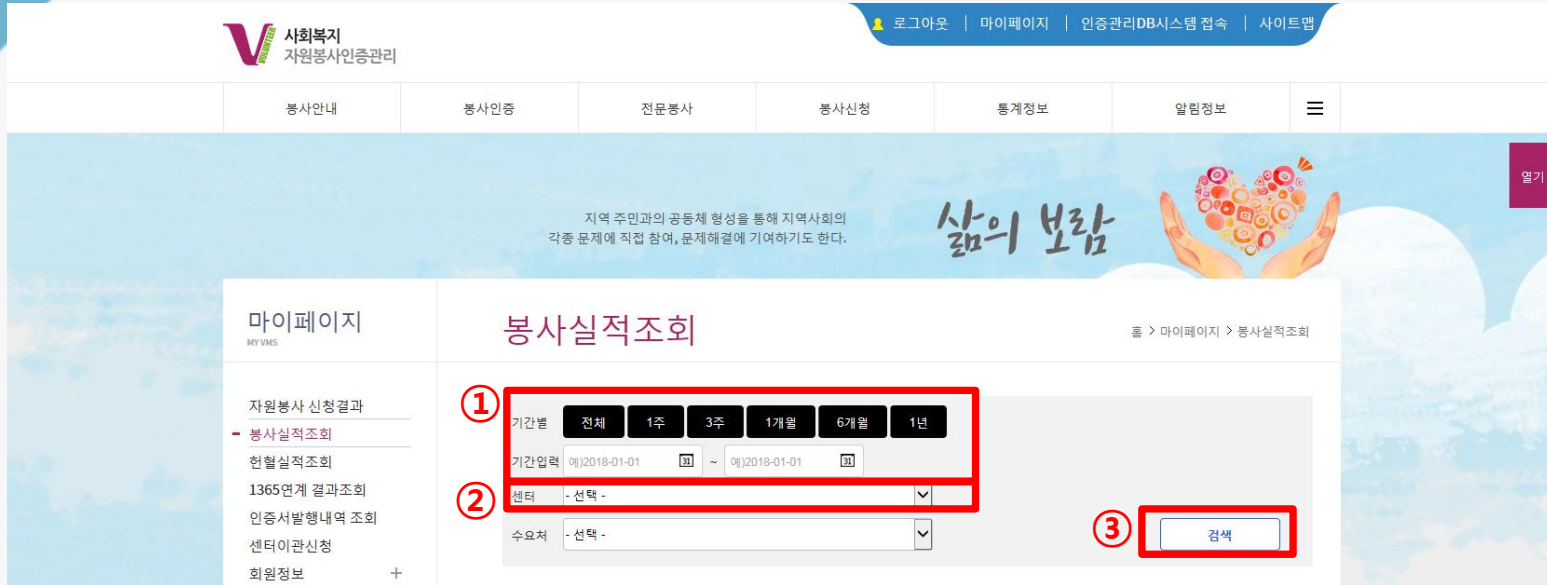 사회복지
자원봉사인증관리
VOLUNTEER
로그아웃 | 마이페이지 | 인증관리DB시스템 접속 | 사이트맵
봉사안내 봉사인증 전문봉사 봉사신청 통계정보 알림정보
열기
지역 주민과의 공동체 형성을 통해 지역사회의
각종 문제에 직접 참여, 문제해결에 기여하기도 한다.
삶의 보람
마이페이지
MY VMS
봉사실적조회
홈 > 마이페이지 > 봉사실적조회
자원봉사 신청결과
봉사실적조회
헌혈실적조회
1365연계 결과조회
인증서발행내역 조회
센터이관신청
회원정보 +
①
기간별 전체 1주 3주 1개월 6개월 1년
기간입력 예)2018-01-01 31 ~ 예)2018-01-01 31
②
센터 - 선택 -
수요처 - 선택 -
③
검색